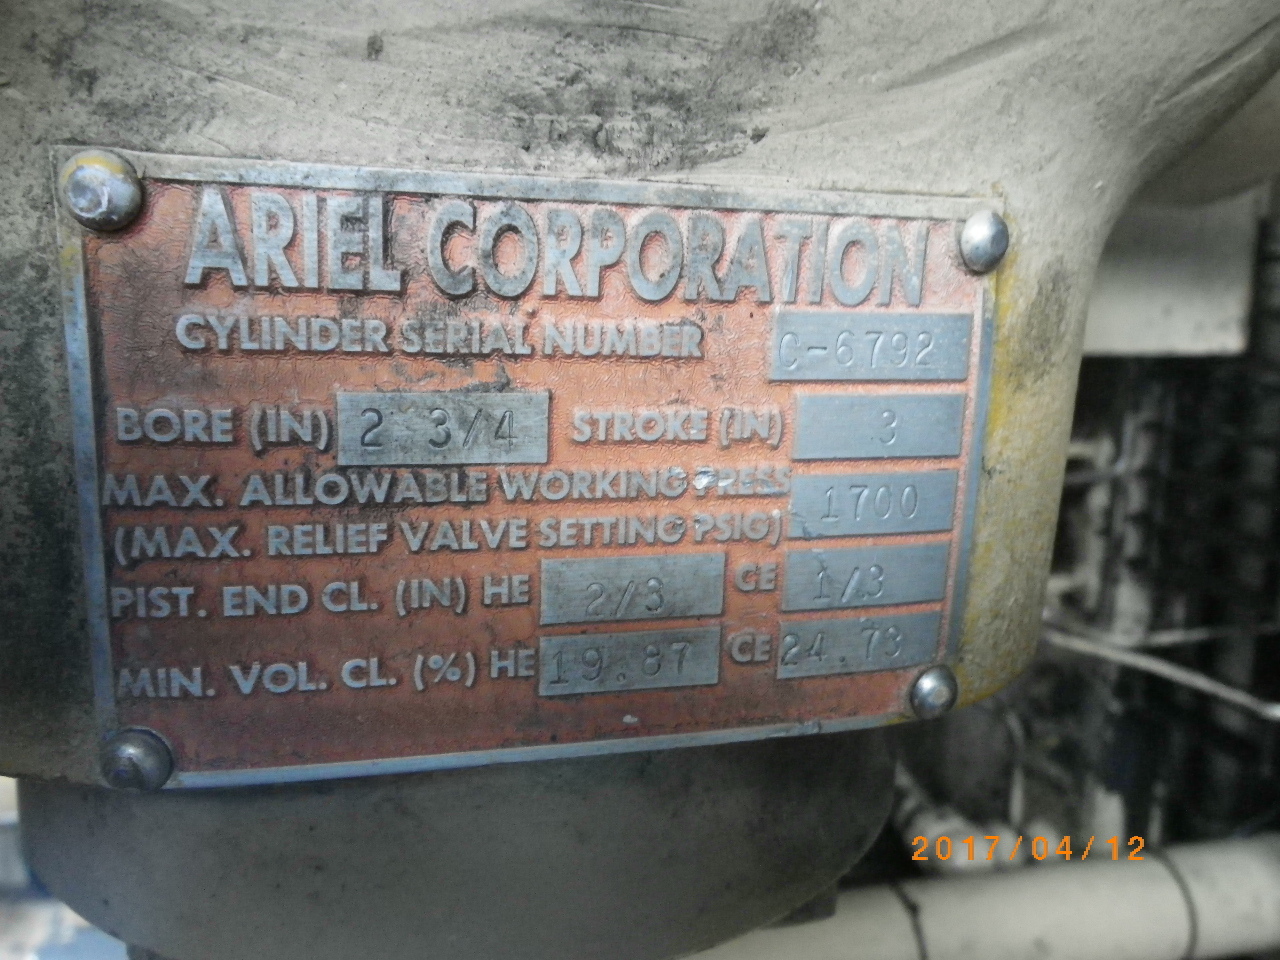 ARIEL CORPORATION
CYLINDER SERIAL NUMBER C-6792
BORE (IN) 2 3/4 STROKE (IN) 3
MAX. ALLOWABLE WORKING PRESS
(MAX. RELIEF VALVE SETTING PSIG) 1700
PIST. END CL. (IN) HE 2/3 CE 1/3
MIN. VOL. CL. (%) HE 19.87 CE 24.73
2017/04/12